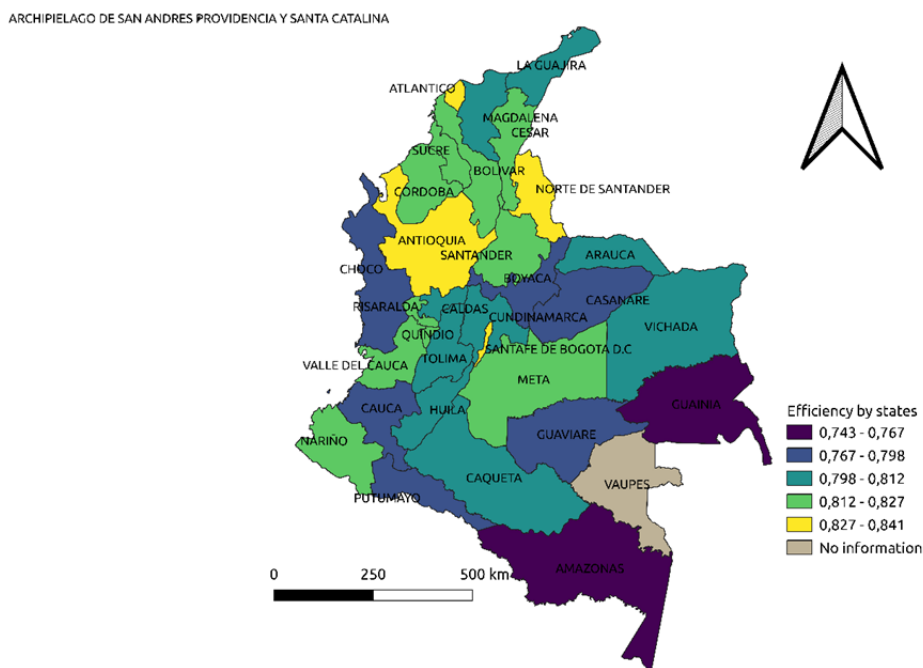 ARCHIPIELAGO DE SAN ANDRES PROVIDENCIA Y SANTA CATALINA
LA GUAJIRA
ATLANTICO
MAGDALENA
CESAR
SUCRE
BOLIVAR
CORDOBA
NORTE DE SANTANDER
ANTIOQUIA
SANTANDER
ARAUCA
CHOCO
BOYACA
CASANARE
RISARALDA
CALDAS
CUNDINAMARCA
VICHADA
QUINDIO
SANTAFE DE BOGOTA D.C
TOLIMA
VALLE DEL CAUCA
META
GUAINIA
CAUCA
HUILA
GUAVIARE
NARIÑO
CAQUETA
VAUPES
PUTUMAYO
AMAZONAS
Efficiency by states
0,743 - 0,767
0,767 - 0,798
0,798 - 0,812
0,812 - 0,827
0,827 - 0,841
No information
0 250 500 km